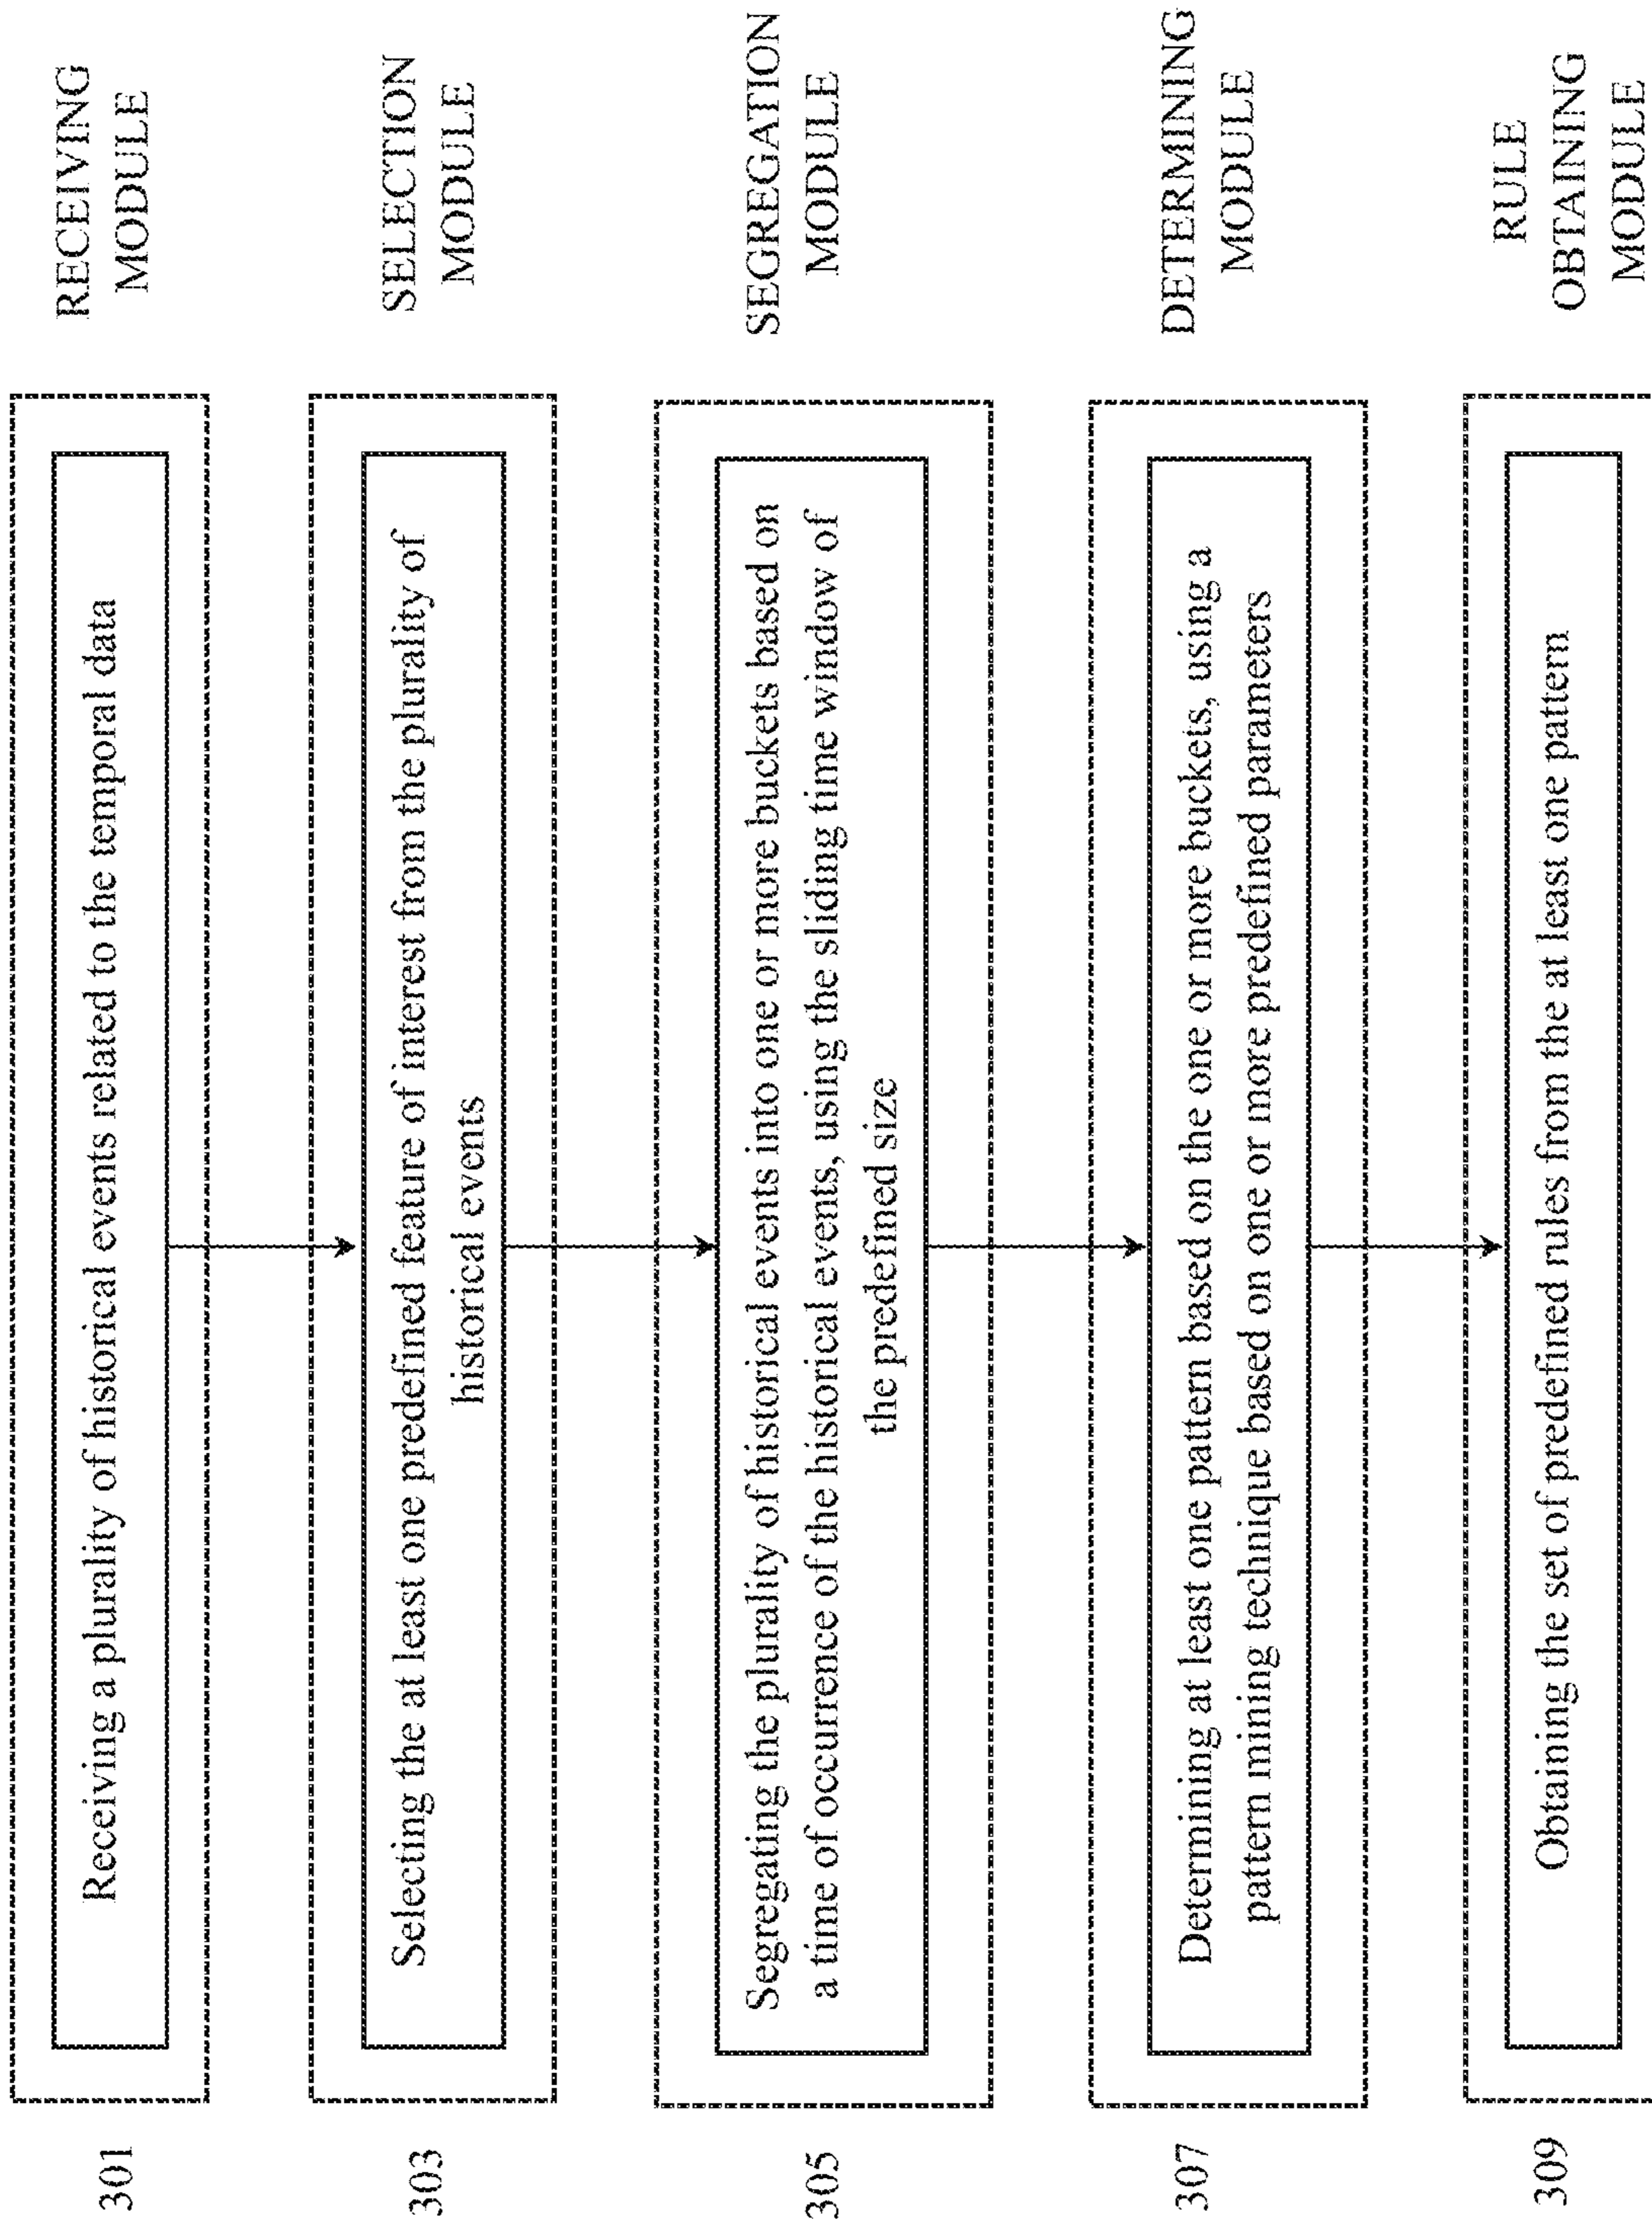 301
Receiving a plurality of historical events related to the temporal data
RECEIVING
MODULE
303
Selecting the at least one predefined feature of interest from the plurality of
historical events
SELECTION
MODULE
305
Segregating the plurality of historical events into one or more buckets based on
a time of occurrence of the historical events, using the sliding time window of
the predefined size
SEGREGATION
MODULE
307
Determining at least one pattern based on the one or more buckets, using a
pattern mining technique based on one or more predefined parameters
DETERMINING
MODULE
309
Obtaining the set of predefined rules from the at least one pattern
RULE
OBTAINING
MODULE